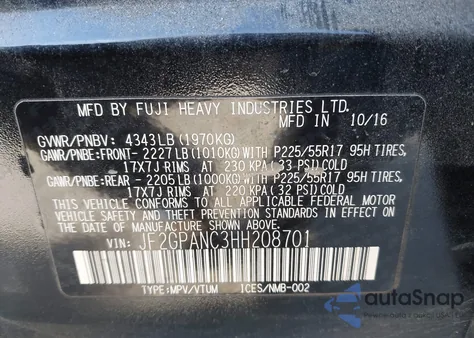 MFD BY FUJI HEAVY INDUSTRIES LTD.
MFD IN 10/16
GVWR/PNBV: 4343LB (1970KG)
GAWR/PNBE:FRONT- 2227LB(1010KG)WITH P225/55R17 95H TIRES,
17X7J RIMS AT 230 KPA(33 PSI)COLD
GAWR/PNBE:REAR - 2205LB(1000KG)WITH P225/55R17 95H TIRES,
17X7J RIMS AT 220 KPA(32 PSI)COLD
THIS VEHICLE CONFORMS TO ALL APPLICABLE FEDERAL MOTOR
VEHICLE SAFETY, BUMPER, AND THEFT PREVENTION STANDARDS
IN EFFECT ON THE DATE OF MANUFACTURE SHOWN ABOVE.
VIN: JF2GPANC3HH208701
TYPE:MPV/VTUM ICES/NMB-002
autoSnap